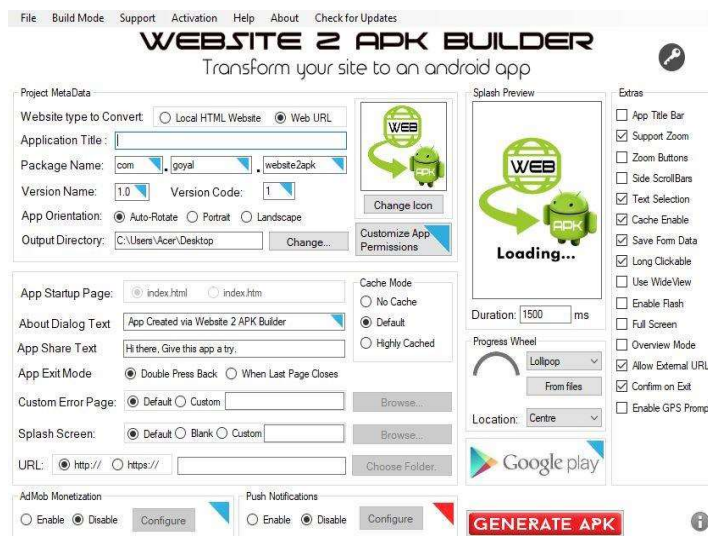 File Build Mode Support Activation Help About Check for Updates
WEBSITE 2 APK BUILDER
Transform your site to an android app
Project MetaData
Website type to Convert: Local HTML Website Web URL
Application Title :
Package Name: com . goyal . website2apk
Version Name: 1.0 Version Code: 1
App Orientation: Auto-Rotate Portrait Landscape
Output Directory: C:\Users\Acer\Desktop Change...
WEB
APK
Change Icon
Customize App
Permissions
App Startup Page: index.html index.htm
About Dialog Text App Created via Website 2 APK Builder
App Share Text Hi there, Give this app a try,
App Exit Mode Double Press Back When Last Page Closes
Custom Error Page: Default Custom Browse...
Splash Screen: Default Blank Custom Browse...
URL: http:// https:// Choose Folder.
Cache Mode
No Cache
Default
Highly Cached
AdMob Monetization
Enable Disable Configure
Push Notifications
Enable Disable Configure
Splash Preview
WEB
APK
Loading...
Duration: 1500 ms
Progress Wheel
Lollipop
From files
Location: Centre
Google play
GENERATE APK
Extras
App Title Bar
Support Zoom
Zoom Buttons
Side ScrollBars
Text Selection
Cache Enable
Save Form Data
Long Clickable
Use WideView
Enable Flash
Full Screen
Overview Mode
Allow External URL
Confirm on Exit
Enable GPS Promp